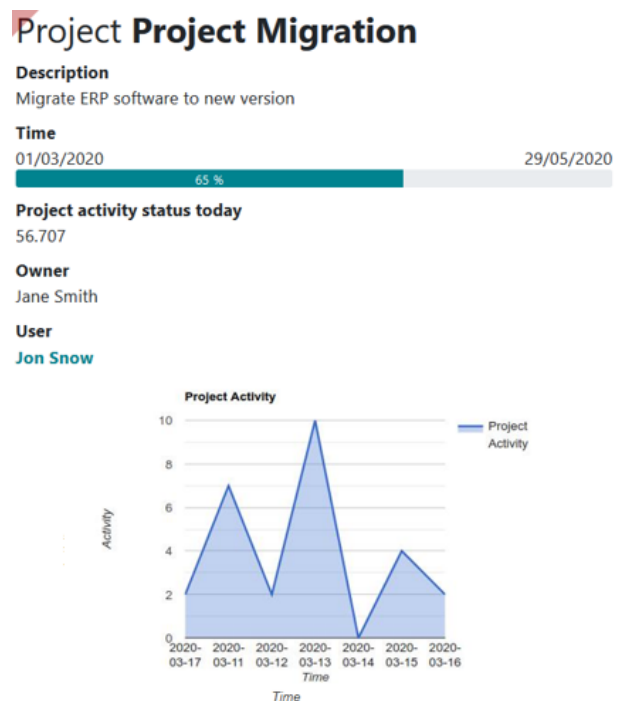 Project Project Migration
Description
Migrate ERP software to new version
Time
01/03/2020 29/05/2020
65 %
Project activity status today
56.707
Owner
Jane Smith
User
Jon Snow
Project Activity
10
8
6
4
2
0
Activity
Project
Activity
2020- 2020- 2020- 2020- 2020- 2020- 2020-
03-17 03-11 03-12 03-13 03-14 03-15 03-16
Time
Time